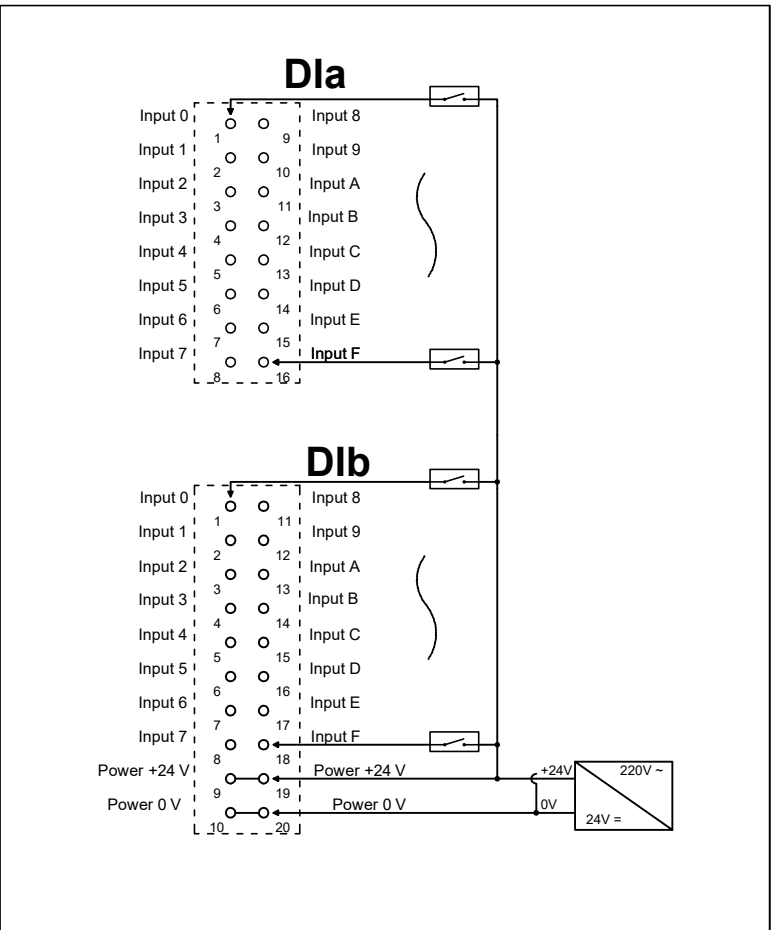 DIa
Input 0 Input 8
1 9
Input 1 Input 9
2 10
Input 2 Input A
3 11
Input 3 Input B
4 12
Input 4 Input C
5 13
Input 5 Input D
6 14
Input 6 Input E
7 15
Input 7 Input F
8 16
DIb
Input 0 Input 8
1 11
Input 1 Input 9
2 12
Input 2 Input A
3 13
Input 3 Input B
4 14
Input 4 Input C
5 15
Input 5 Input D
6 16
Input 6 Input E
7 17
Input 7 Input F
8 18
Power +24 V Power +24 V +24V 220V ~
9 19
Power 0 V Power 0 V 0V
24V =
10 20